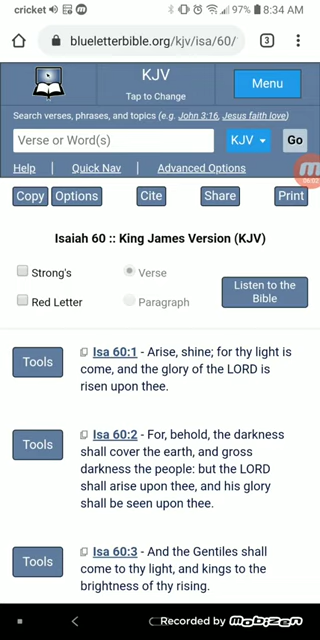 cricket 97% 8:34 AM
blueletterbible.org/kjv/isa/60/ 3
KJV
Tap to Change
Menu
Search verses, phrases, and topics (e.g. John 3:16, Jesus faith love)
Verse or Word(s) KJV Go
Help | Quick Nav | Advanced Options
06:03
Copy Options Cite Share Print
Isaiah 60 :: King James Version (KJV)
Strong's Verse
Red Letter Paragraph
Listen to the
Bible
Tools
Isa 60:1 - Arise, shine; for thy light is
come, and the glory of the LORD is
risen upon thee.
Tools
Isa 60:2 - For, behold, the darkness
shall cover the earth, and gross
darkness the people: but the LORD
shall arise upon thee, and his glory
shall be seen upon thee.
Tools
Isa 60:3 - And the Gentiles shall
come to thy light, and kings to the
brightness of thy rising.
Recorded by Mobizen